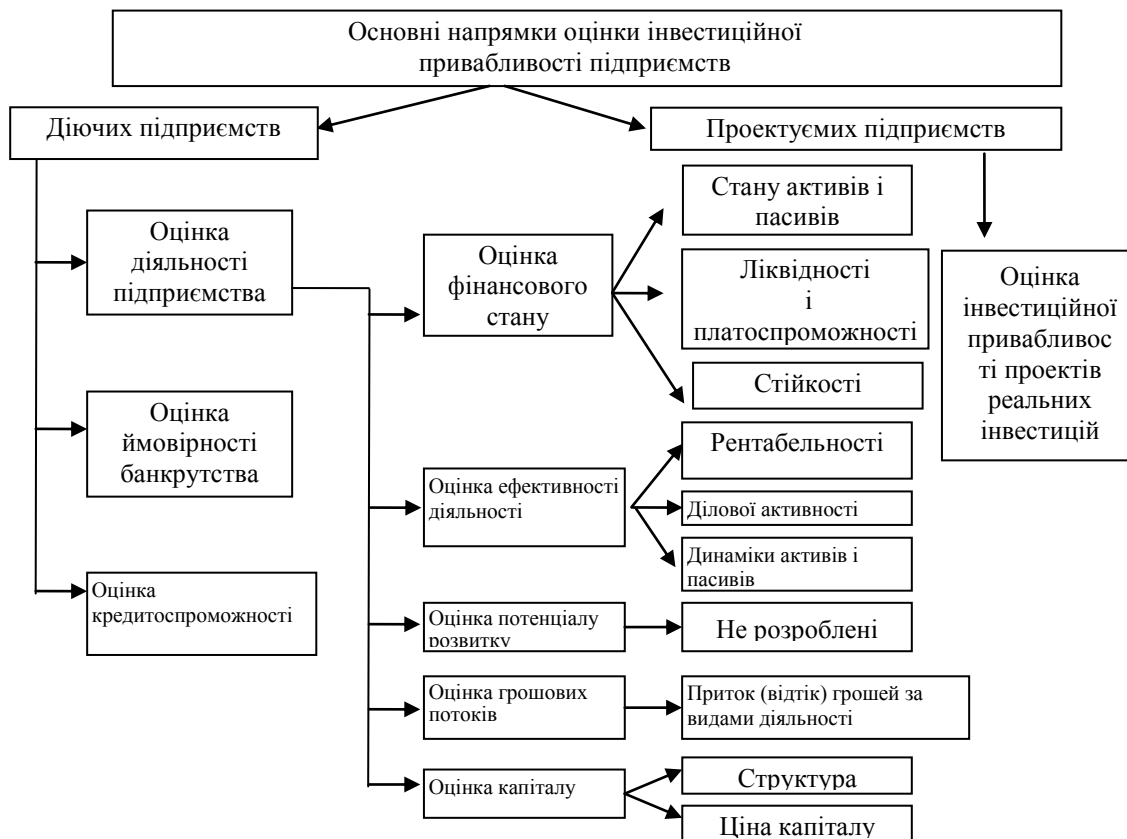 Основні напрямки оцінки інвестиційної
привабливості підприємств
Діючих підприємств
Проектуємих підприємств
Оцінка
діяльності
підприємства
Оцінка
ймовірності
банкрутства
Оцінка
кредитоспроможності
Оцінка
фінансового
стану
Стану активів і
пасивів
Ліквідності
і
платоспроможності
Стійкості
Оцінка ефективності
діяльності
Рентабельності
Ділової активності
Динаміки активів і
пасивів
Оцінка потенціалу
розвитку
Не розроблені
Оцінка грошових
потоків
Приток (відтік) грошей за
видами діяльності
Оцінка капіталу
Структура
Ціна капіталу
Оцінка
інвестиційної
привабливос
ті проектів
реальних
інвестицій